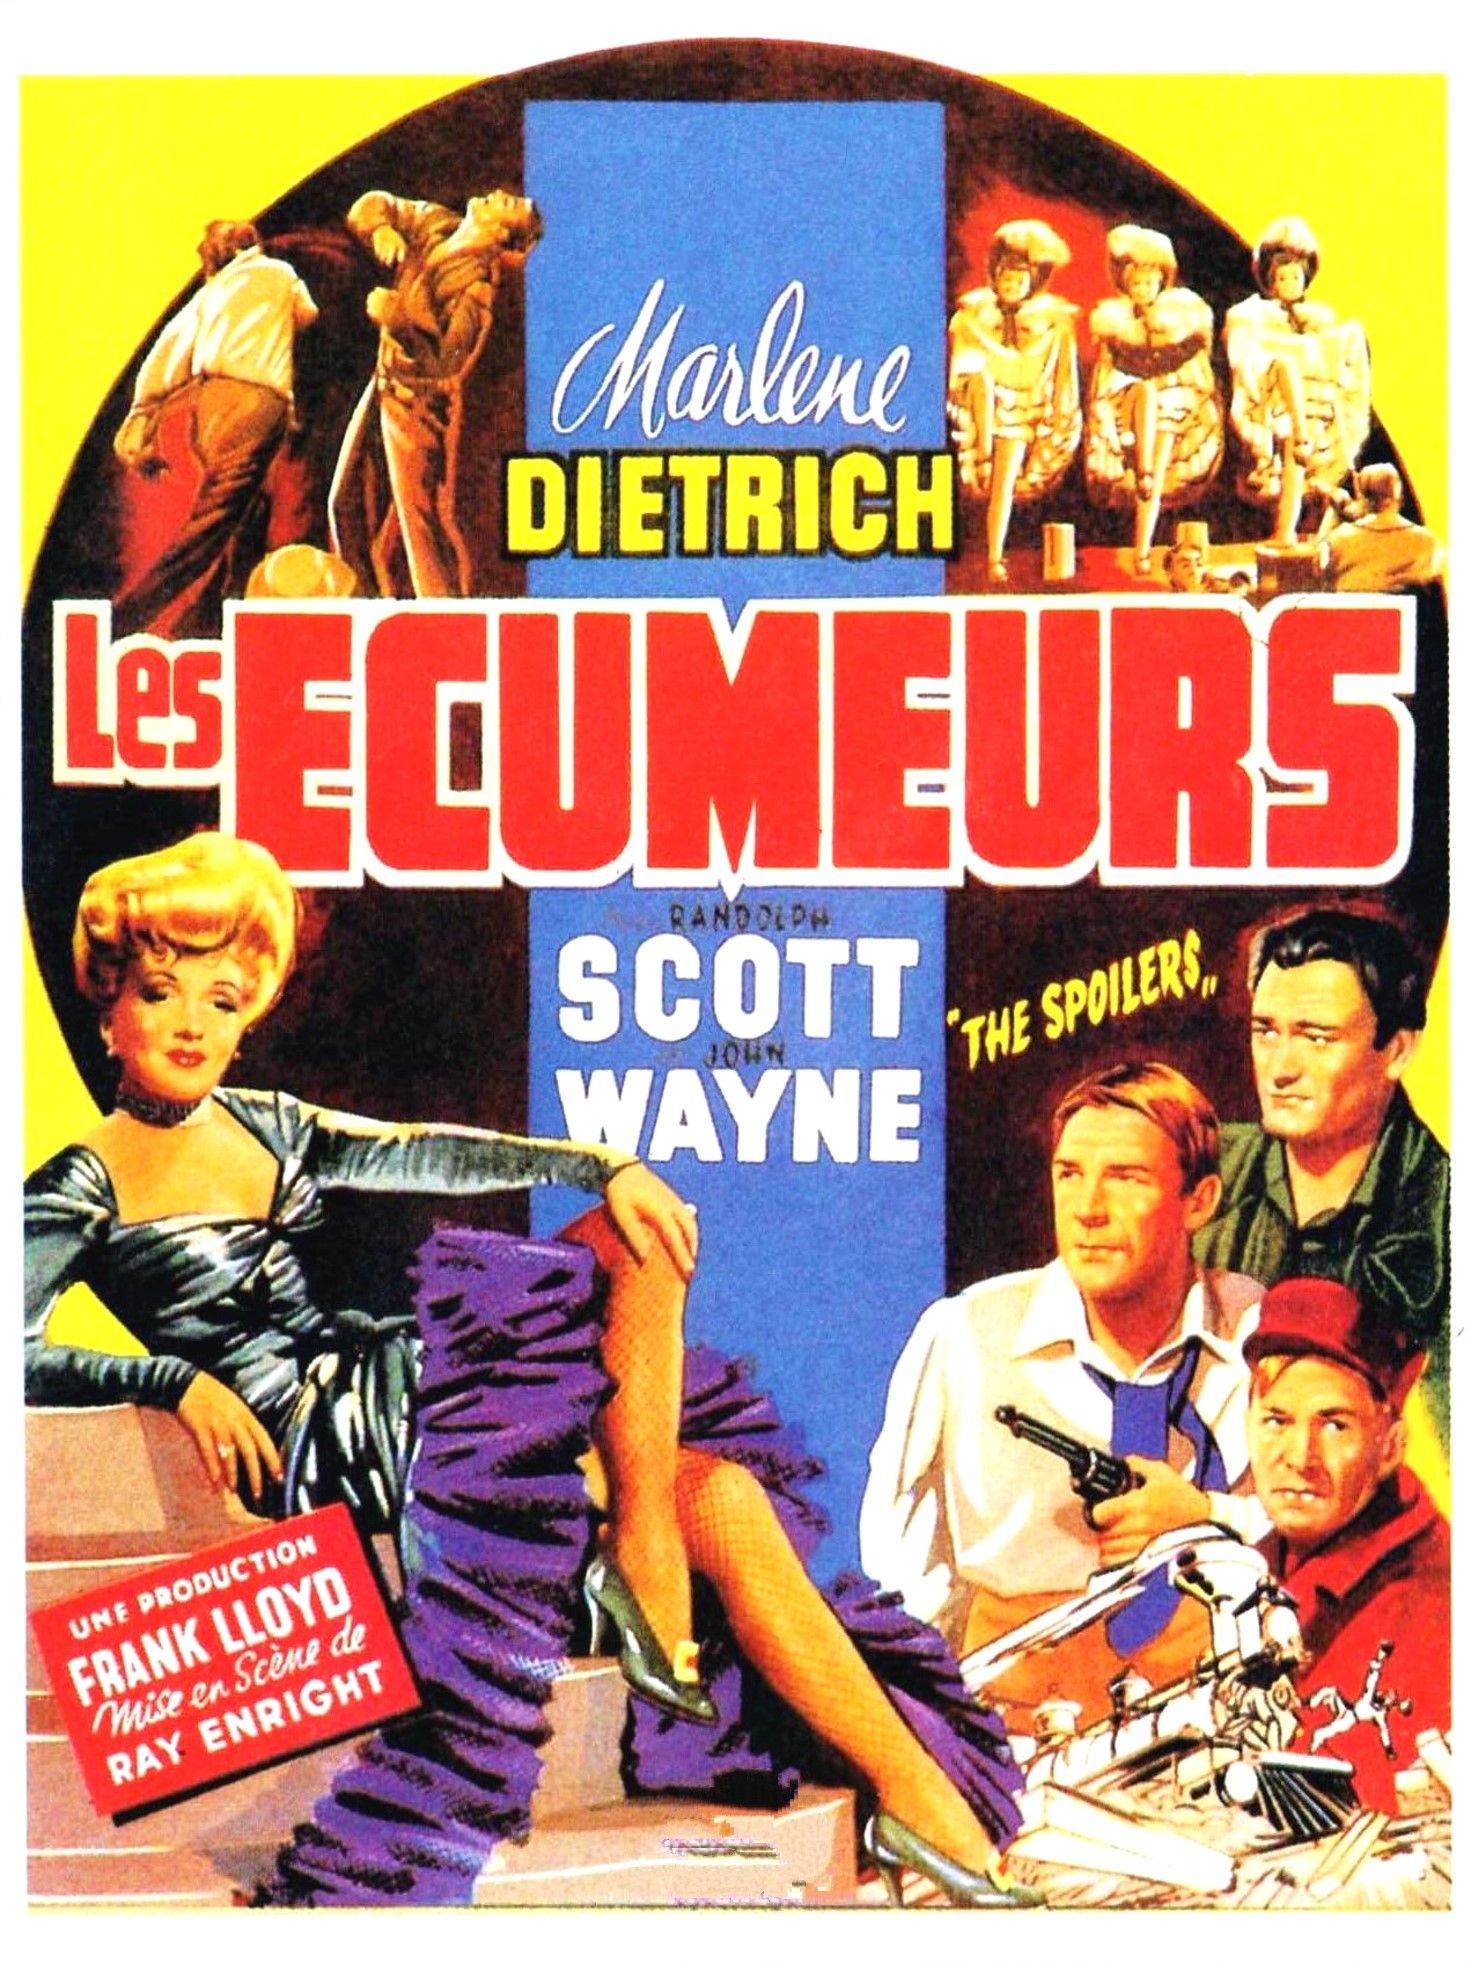 Marlene
DIETRICH
Les ECUMEURS
RANDOLPH
SCOTT
JOHN
WAYNE
"THE SPOILERS„
UNE PRODUCTION
FRANK LLOYD
Mise en Scène de
RAY ENRIGHT